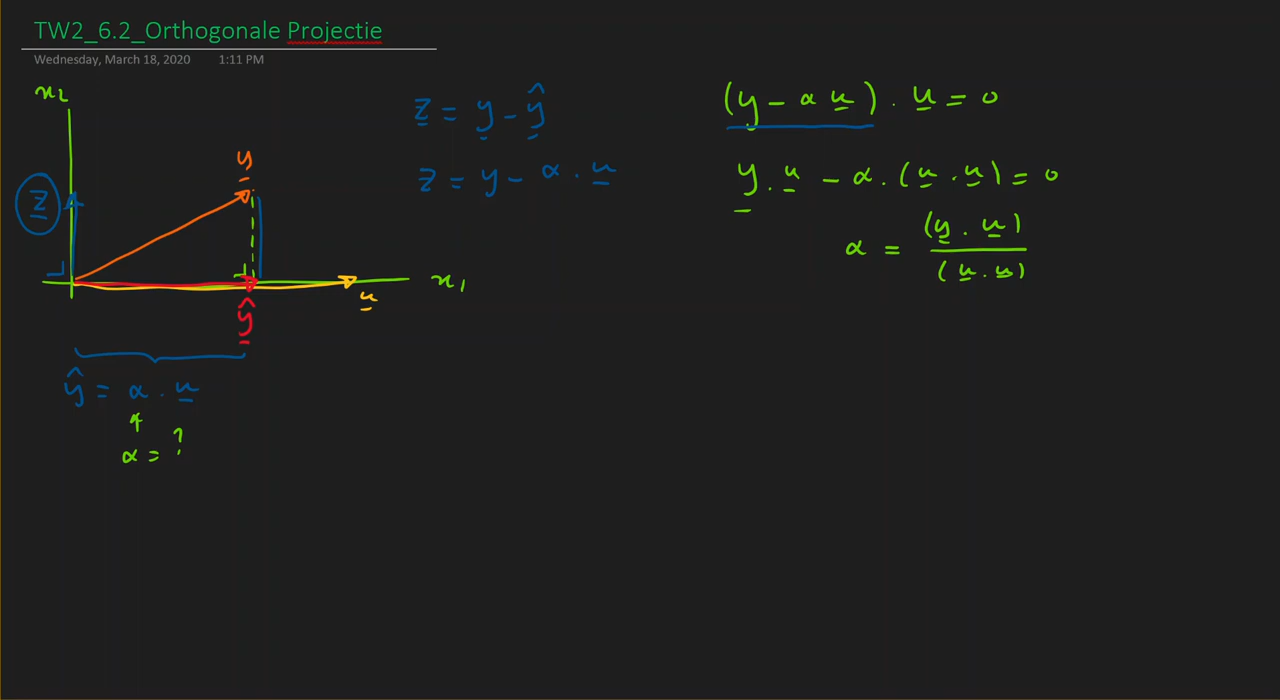 TW2_6.2_Orthogonale Projectie
Wednesday, March 18, 2020 1:11 PM
x₂
y
z
x₁
u
ŷ
ŷ = α · u
α = ?
z = y - ŷ
z = y - α · u
(y - α u) · u = 0
y · u - α · (u · u) = 0
α = (y · u) / (u · u)